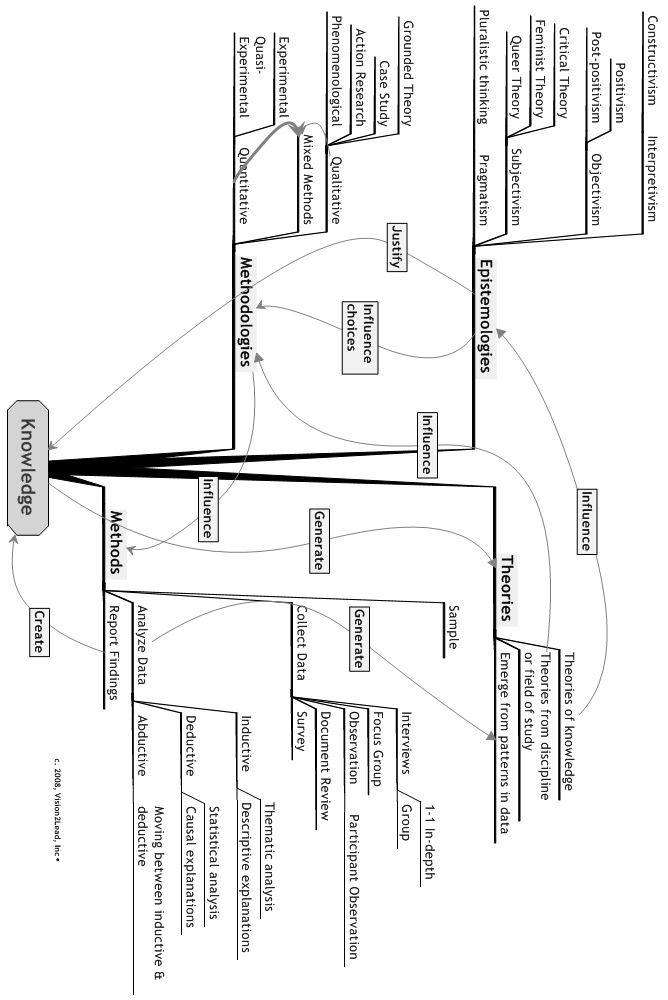 Constructivism
Interpretivism
Positivism
Post-positivism
Objectivism
Critical Theory
Feminist Theory
Queer Theory
Subjectivism
Pluralistic thinking
Pragmatism
Epistemologies
Influence
Theories of knowledge
Theories from discipline
or field of study
Emerge from patterns in data
Theories
Grounded Theory
Case Study
Action Research
Phenomenological
Qualitative
Mixed Methods
Experimental
Quasi-
Experimental
Quantitative
Methodologies
Justify
Influence
choices
Influence
Generate
Generate
Influence
Sample
1-1 In-depth
Interviews
Group
Focus Group
Observation
Participant Observation
Document Review
Survey
Collect Data
Thematic analysis
Inductive
Descriptive explanations
Statistical analysis
Deductive
Causal explanations
Moving between inductive &
deductive
Abductive
Analyze Data
Report Findings
Methods
Create
Knowledge
c. 2008, Vision2Lead, Inc•